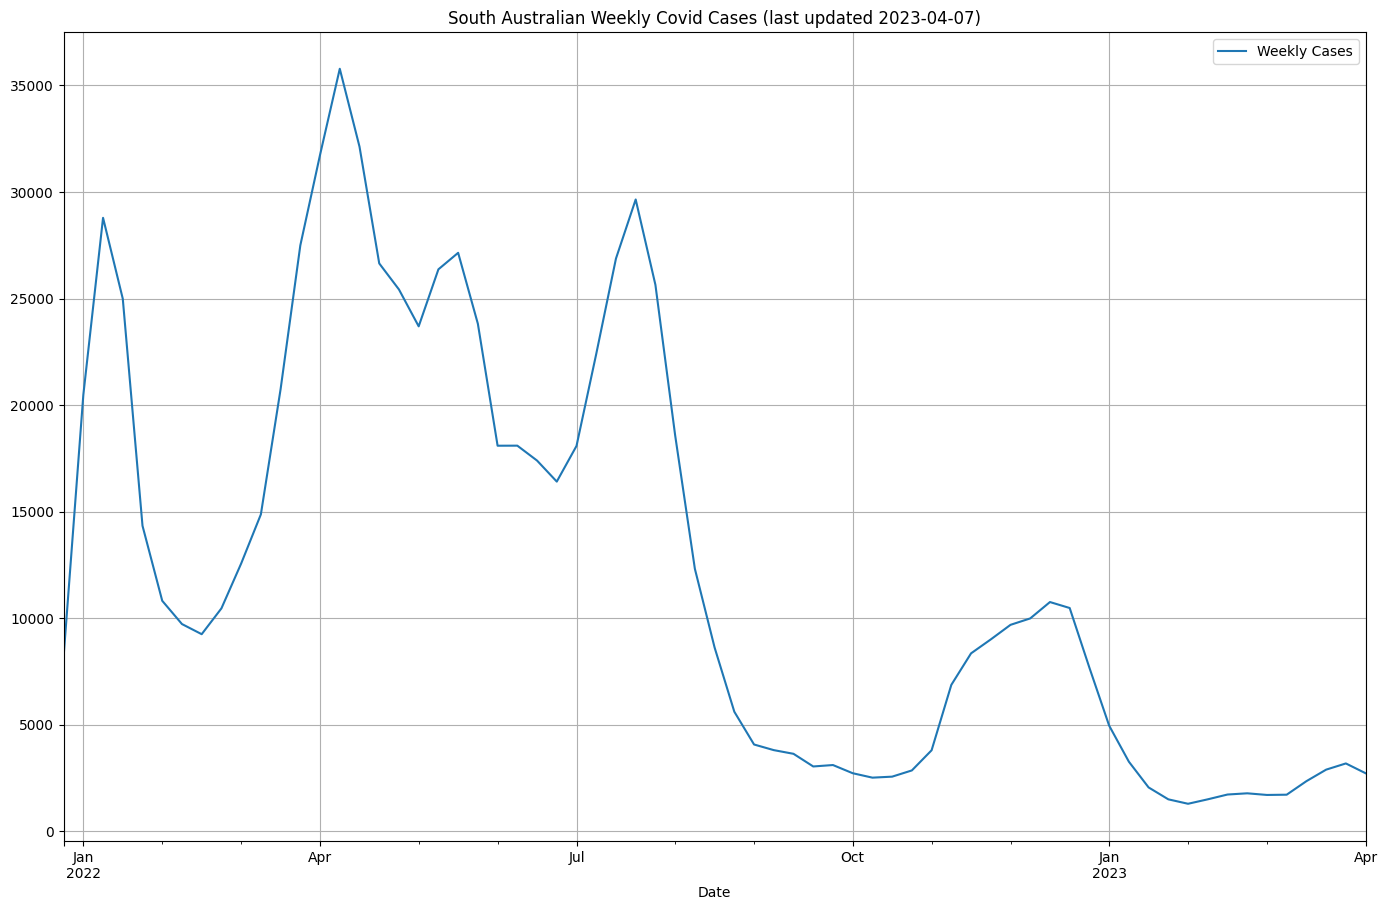 South Australian Weekly Covid Cases (last updated 2023-04-07)
Weekly Cases
35000
30000
25000
20000
15000
10000
5000
0
Jan Apr Jul Oct Jan Apr
2022 2023
Date